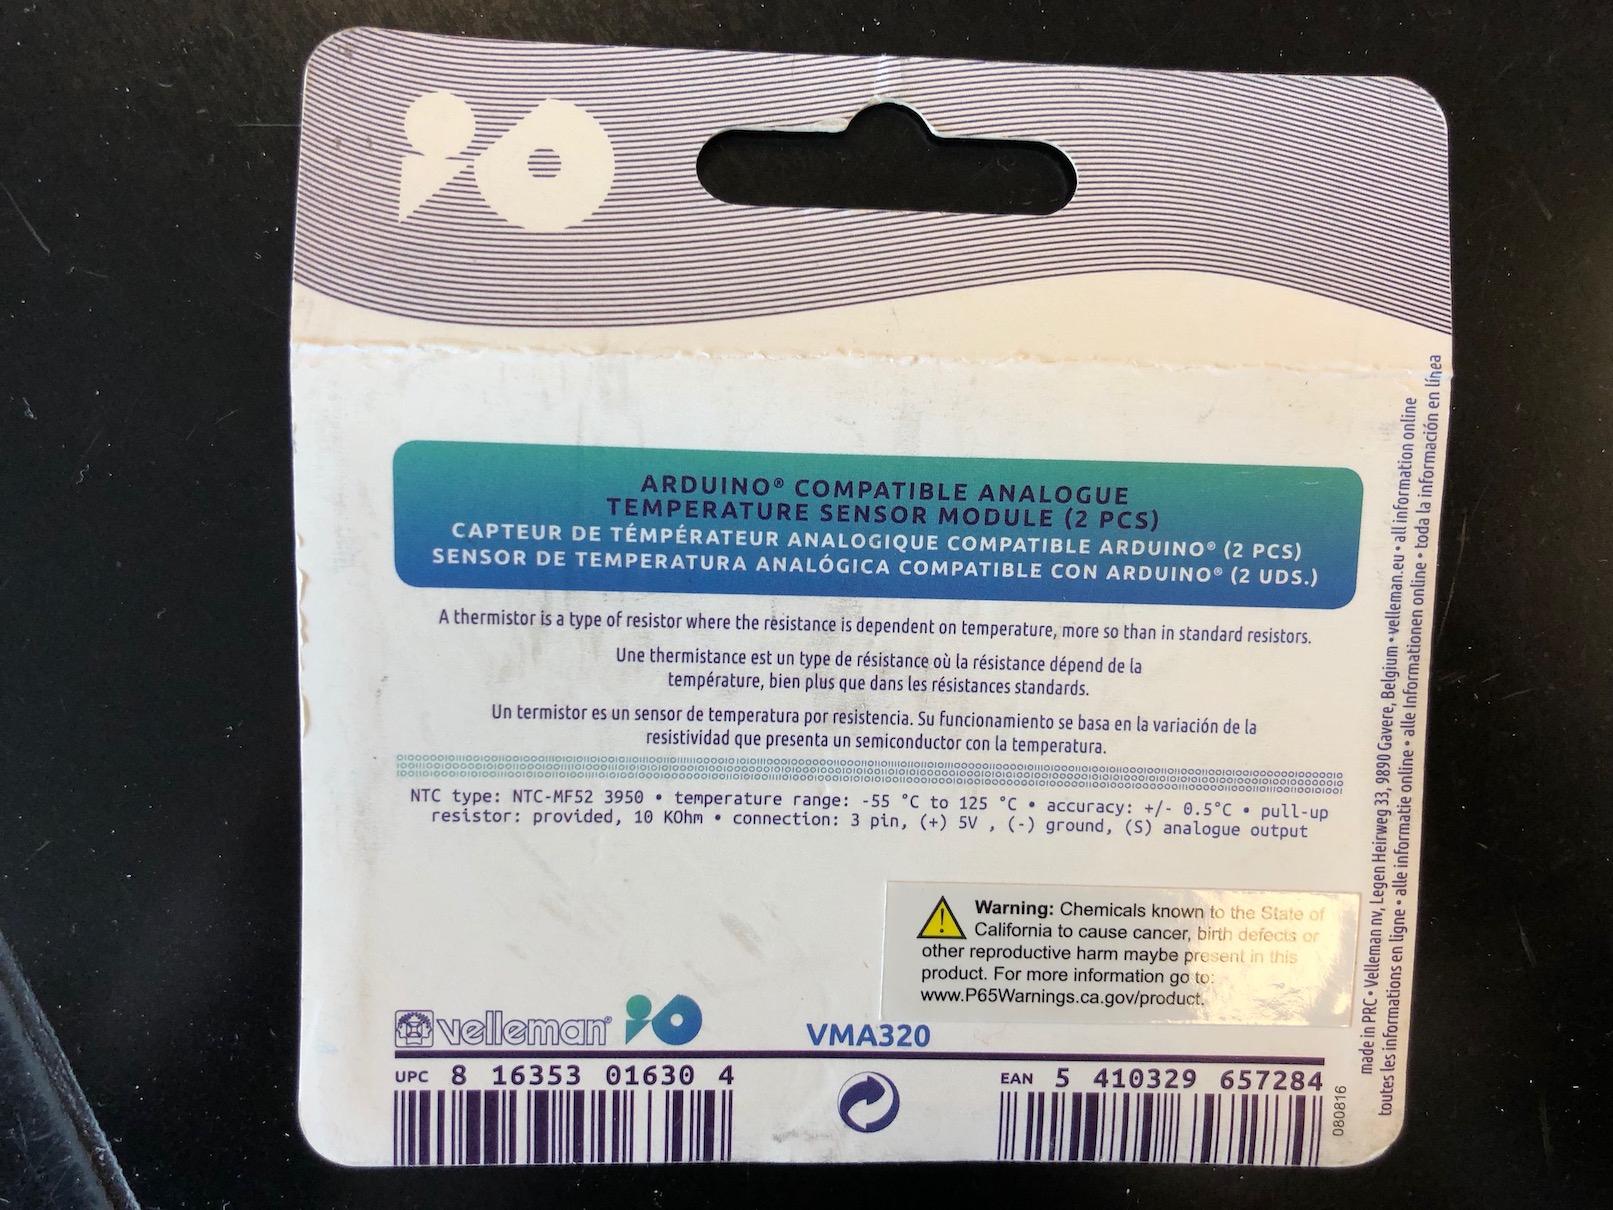 ARDUINO® COMPATIBLE ANALOGUE
TEMPERATURE SENSOR MODULE (2 PCS)
CAPTEUR DE TÉMPÉRATEUR ANALOGIQUE COMPATIBLE ARDUINO® (2 PCS)
SENSOR DE TEMPERATURA ANALÓGICA COMPATIBLE CON ARDUINO® (2 UDS.)
A thermistor is a type of resistor where the resistance is dependent on temperature, more so than in standard resistors.
Une thermistance est un type de résistance où la résistance dépend de la
température, bien plus que dans les résistances standards.
Un termistor es un sensor de temperatura por resistencia. Su funcionamiento se basa en la variación de la
resistividad que presenta un semiconductor con la temperatura.
NTC type: NTC-MF52 3950 • temperature range: -55 °C to 125 °C • accuracy: +/- 0.5°C • pull-up
resistor: provided, 10 KOhm • connection: 3 pin, (+) 5V , (-) ground, (S) analogue output
Warning: Chemicals known to the State of
California to cause cancer, birth defects or
other reproductive harm maybe present in this
product. For more information go to:
www.P65Warnings.ca.gov/product.
velleman®
VMA320
UPC 8 16353 01630 4
EAN 5 410329 657284
080816
made in PRC • Velleman nv, Legen Heirweg 33, 9890 Gavere, Belgium • velleman.eu • all information online
toutes les informations en ligne • alle informatie online • alle Informationen online • toda la información en línea